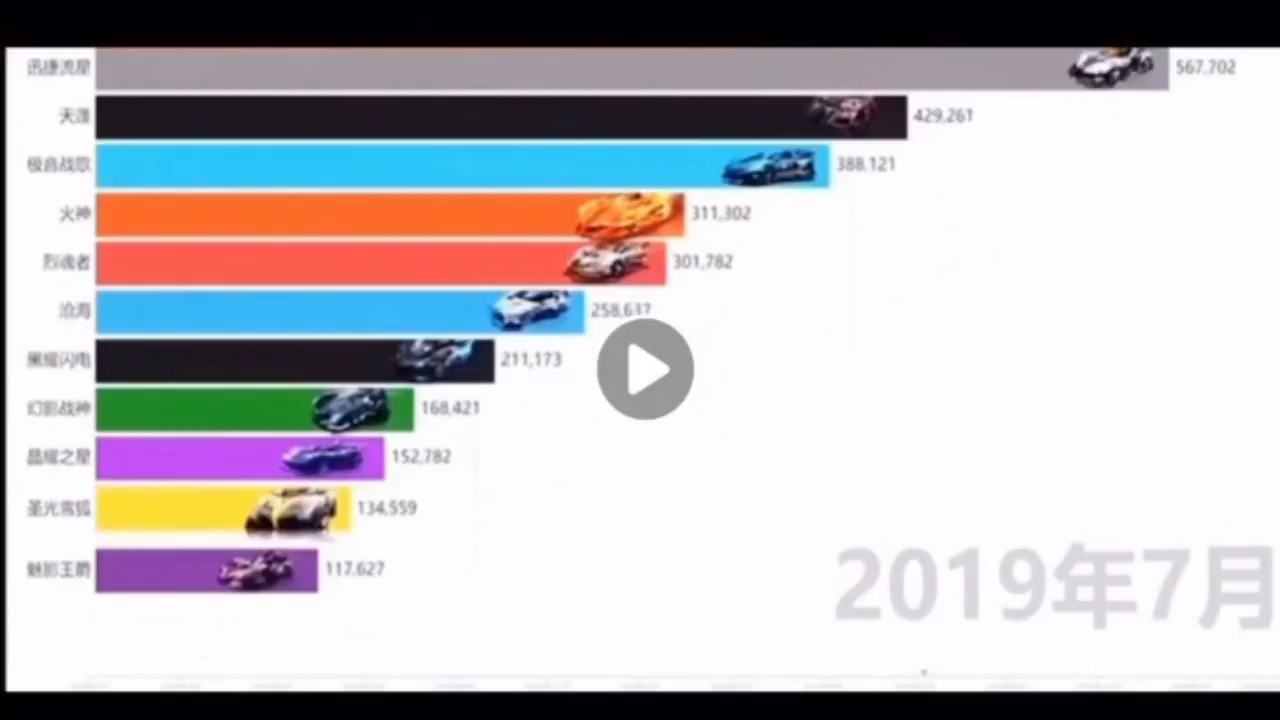 迅捷流星 567,702
天涯 429,261
极音战歌 388,121
火神 311,302
烈魂者 301,782
沧海 258,637
黑耀闪电 211,173
幻影战神 168,421
晶耀之星 152,782
圣光雪狐 134,559
魅影王爵 117,627
2019年7月